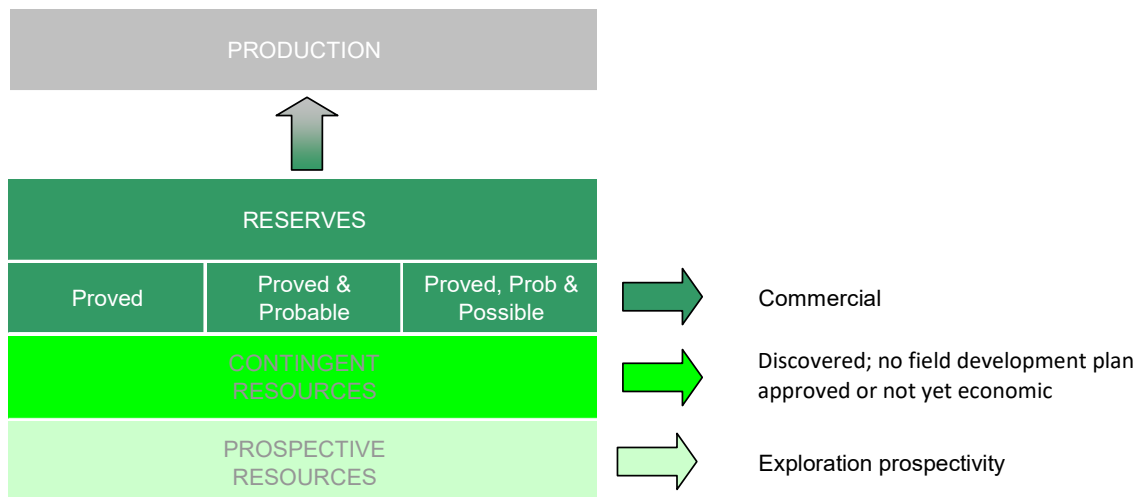 PRODUCTION
RESERVES
Proved
Proved &
Probable
Proved, Prob &
Possible
Commercial
CONTINGENT
RESOURCES
Discovered; no field development plan
approved or not yet economic
PROSPECTIVE
RESOURCES
Exploration prospectivity